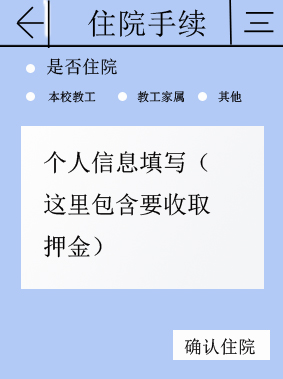 住院手续
是否住院
本校教工 教工家属 其他
个人信息填写（
这里包含要收取
押金）
确认住院